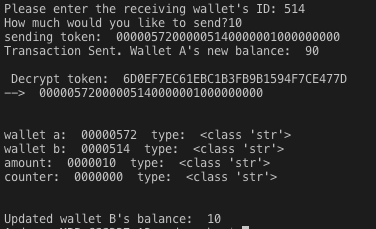 Please enter the receiving wallet's ID: 514
How much would you like to send?10
sending token:  00000572000005140000001000000000
Transaction Sent. Wallet A's new balance:  90
Decrypt token:  6D0EF7EC61EBC1B3FB9B1594F7CE477D
-->  00000572000005140000001000000000
wallet a:  00000572  type:  <class 'str'>
wallet b:  00000514  type:  <class 'str'>
amount:  0000010  type:  <class 'str'>
counter:  0000000  type:  <class 'str'>
Updated wallet B's balance:  10